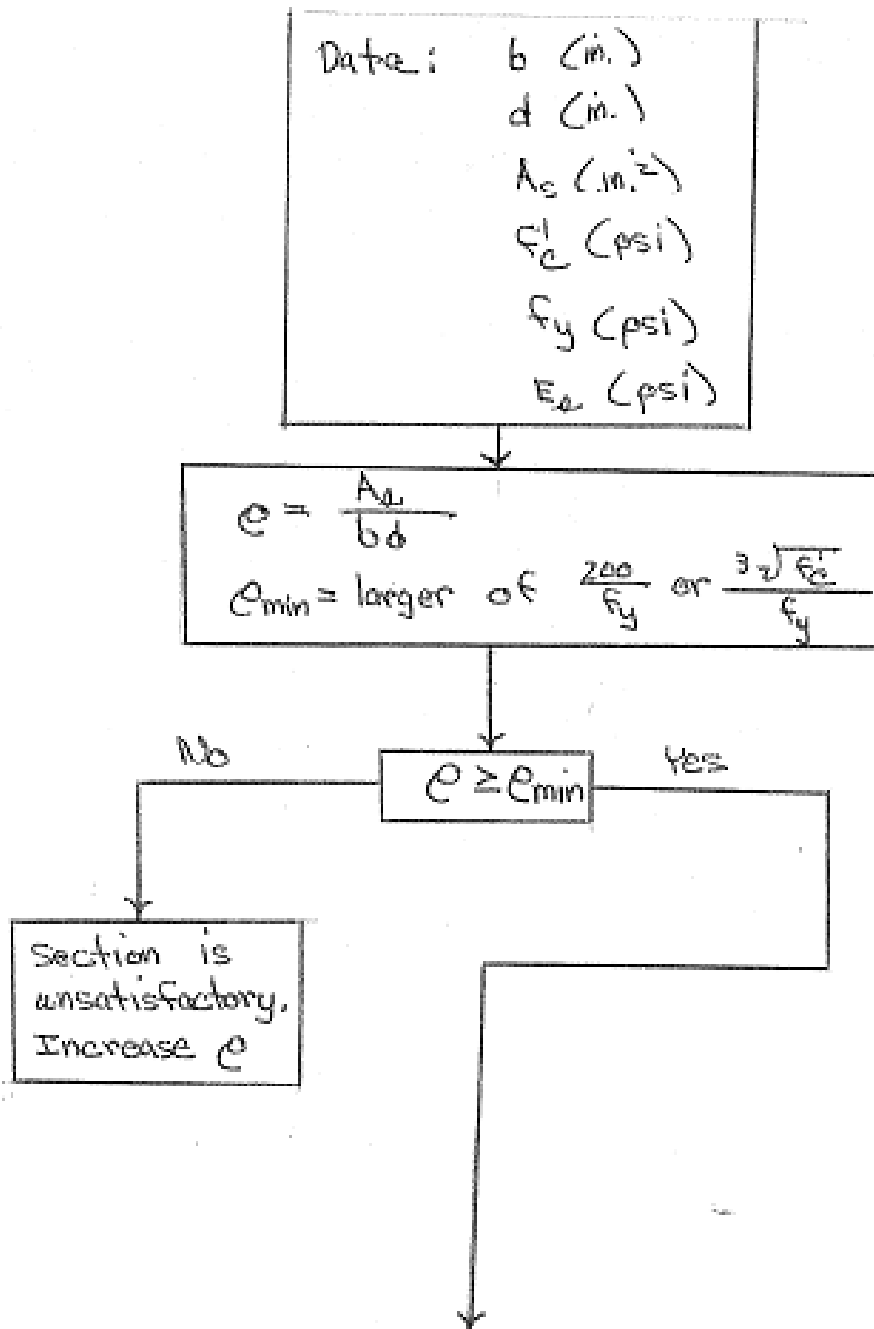 Data: b (in.)
d (in.)
As (in.²)
f'c (psi)
fy (psi)
Es (psi)
ρ = As / bd
ρmin = larger of 200 / fy or 3√f'c / fy
No
ρ ≥ ρmin
Yes
Section is
unsatisfactory.
Increase ρ